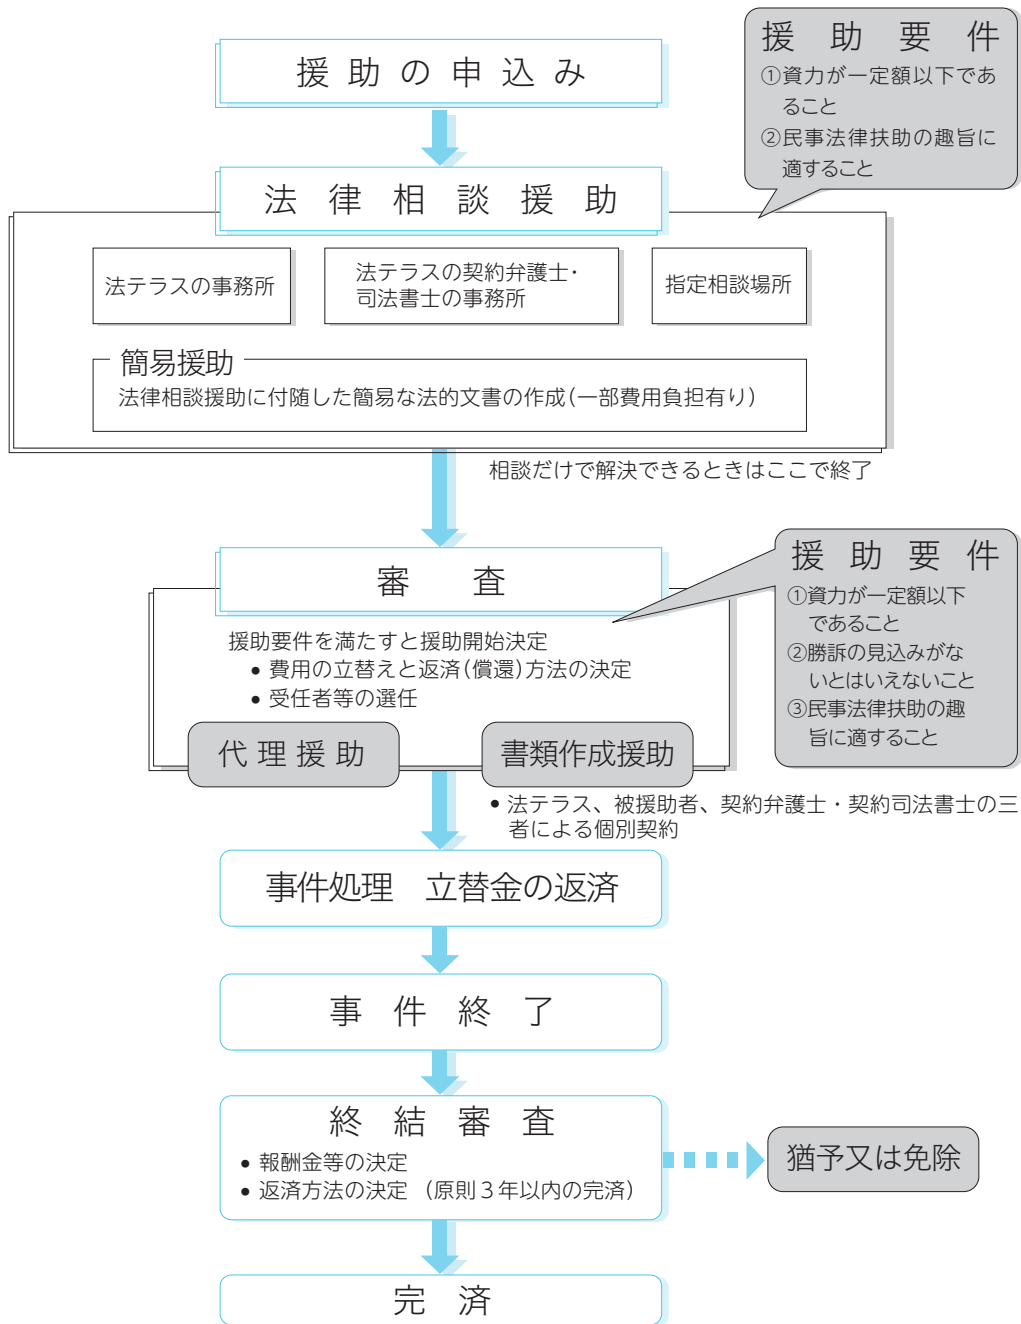 援助の申込み
援助要件
①資力が一定額以下であ
ること
②民事法律扶助の趣旨に
適すること
法律相談援助
法テラスの事務所
法テラスの契約弁護士・
司法書士の事務所
指定相談場所
簡易援助
法律相談援助に付随した簡易な法的文書の作成（一部費用負担有り）
相談だけで解決できるときはここで終了
審査
援助要件を満たすと援助開始決定
● 費用の立替えと返済（償還）方法の決定
● 受任者等の選任
援助要件
①資力が一定額以下
であること
②勝訴の見込みがな
いとはいえないこと
③民事法律扶助の趣
旨に適すること
代理援助
書類作成援助
● 法テラス、被援助者、契約弁護士・契約司法書士の三
者による個別契約
事件処理　立替金の返済
事件終了
終結審査
● 報酬金等の決定
● 返済方法の決定　（原則３年以内の完済）
猶予又は免除
完済